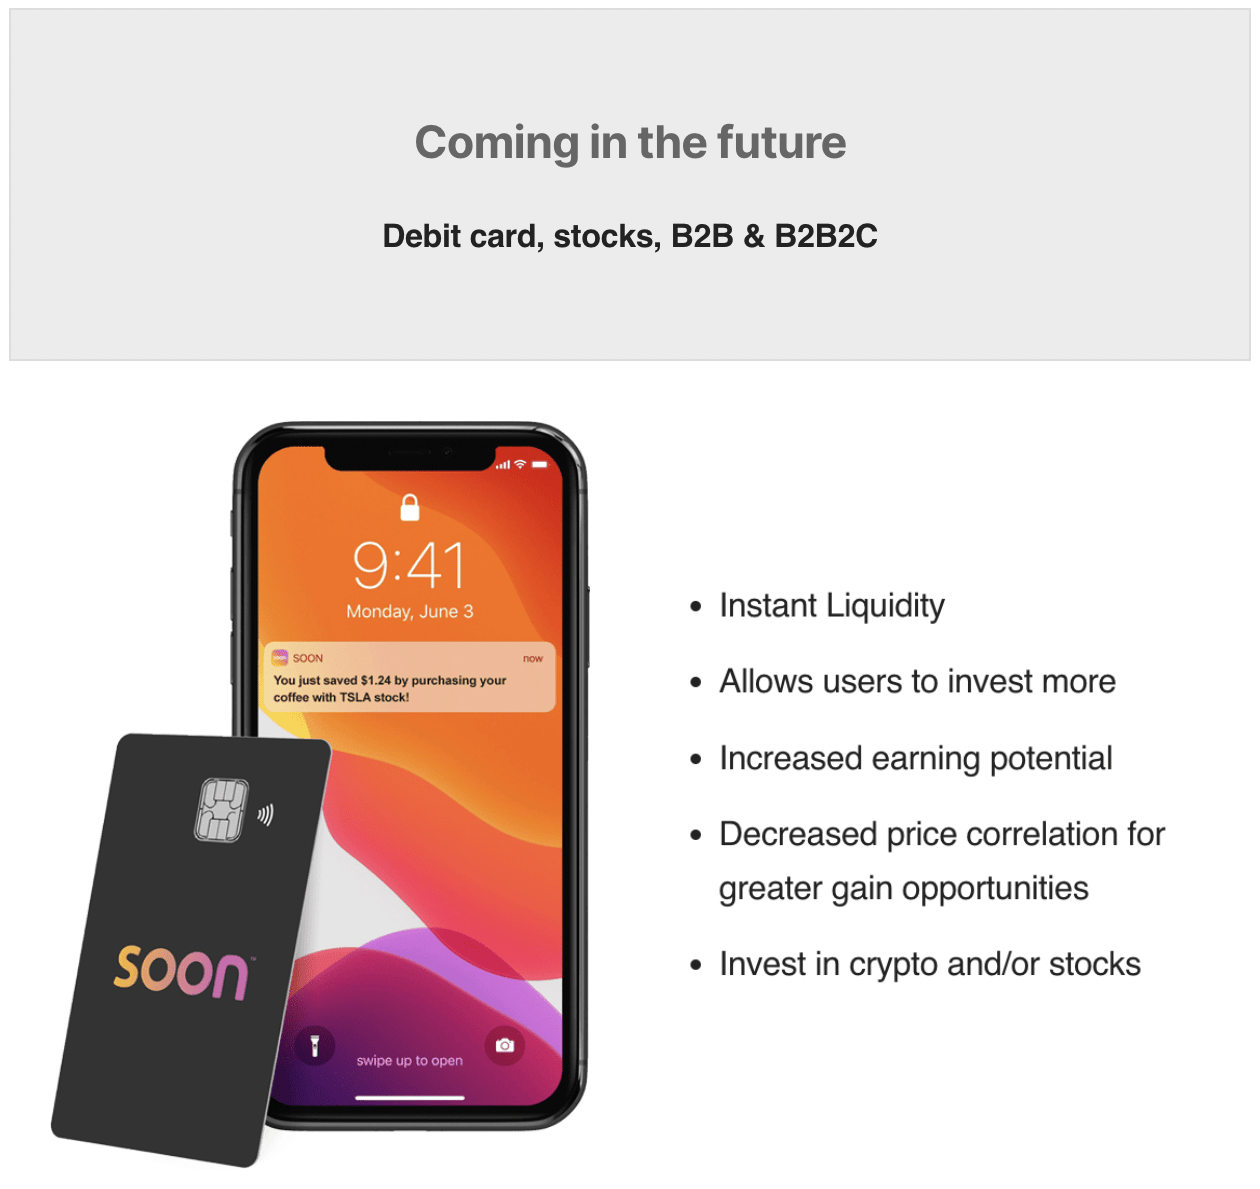 Coming in the future
Debit card, stocks, B2B & B2B2C
9:41
Monday, June 3
soon
SOON
now
You just saved $1.24 by purchasing your
coffee with TSLA stock!
swipe up to open
soon™
• Instant Liquidity
• Allows users to invest more
• Increased earning potential
• Decreased price correlation for
greater gain opportunities
• Invest in crypto and/or stocks